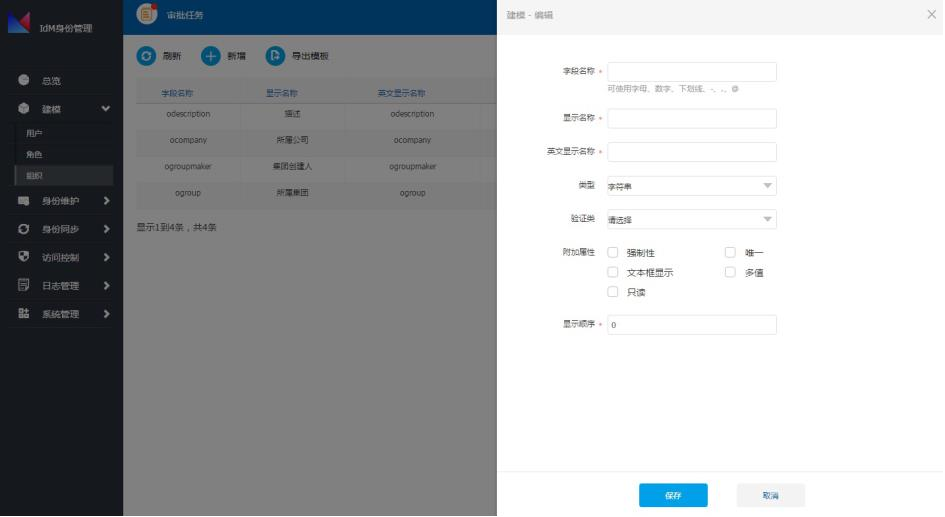 IdM身份管理
总览
建模
用户
角色
组织
身份维护
身份同步
访问控制
日志管理
系统管理
审批任务
刷新 新增 导出模板
字段名称 显示名称 英文显示名称
odescription 描述 odescription
ocompany 所属公司 ocompany
ogroupmaker 集团创建人 ogroupmaker
ogroup 所属集团 ogroup
显示1到4条，共4条
建模 - 编辑
字段名称 *
可使用字母、数字、下划线、-、.、@
显示名称 *
英文显示名称 *
类型 字符串
验证类 请选择
附加属性 强制性 唯一
文本框显示 多值
只读
显示顺序 * 0
保存 取消